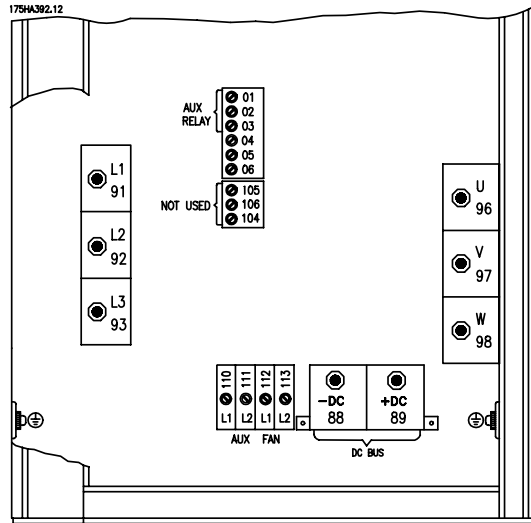 175HA392.12
AUX
RELAY
01
02
03
04
05
06
NOT USED
105
106
104
L1
91
L2
92
L3
93
U
96
V
97
W
98
110
111
112
113
L1
L2
L1
L2
AUX FAN
-DC
88
+DC
89
DC BUS